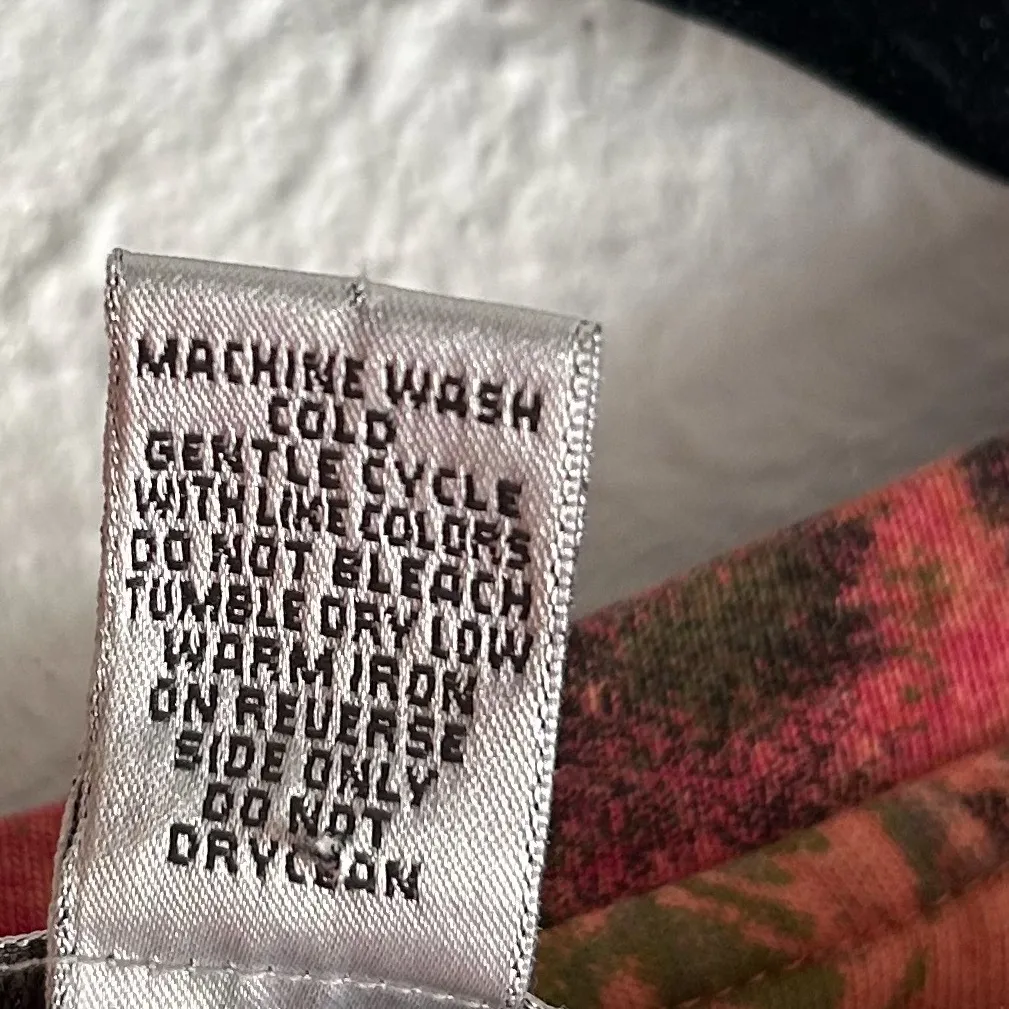 MACHINE WASH
COLD
GENTLE CYCLE
WITH LIKE COLORS
DO NOT BLEACH
TUMBLE DRY LOW
WARM IRON
ON REVERSE
SIDE ONLY
DO NOT
DRYCLEAN